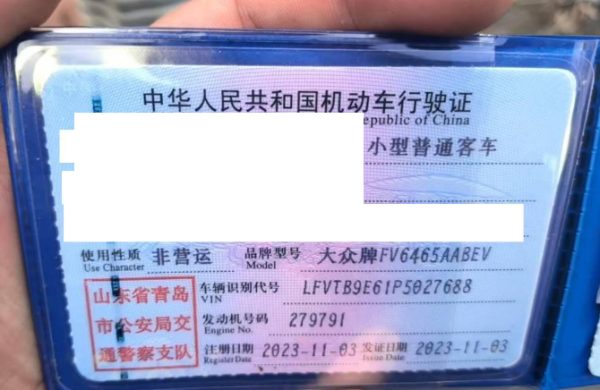 中华人民共和国机动车行驶证
epublic of China
小型普通客车
使用性质 非营运 品牌型号 大众牌FV6465AABEV
Use Character Model
山东省青岛 车辆识别代号 LFVTB9E61P5027688
VIN
市公安局交 发动机号码 279791
Engine No.
通警察支队 注册日期 2023-11-03 发证日期 2023-11-03
Register Date Issue Date